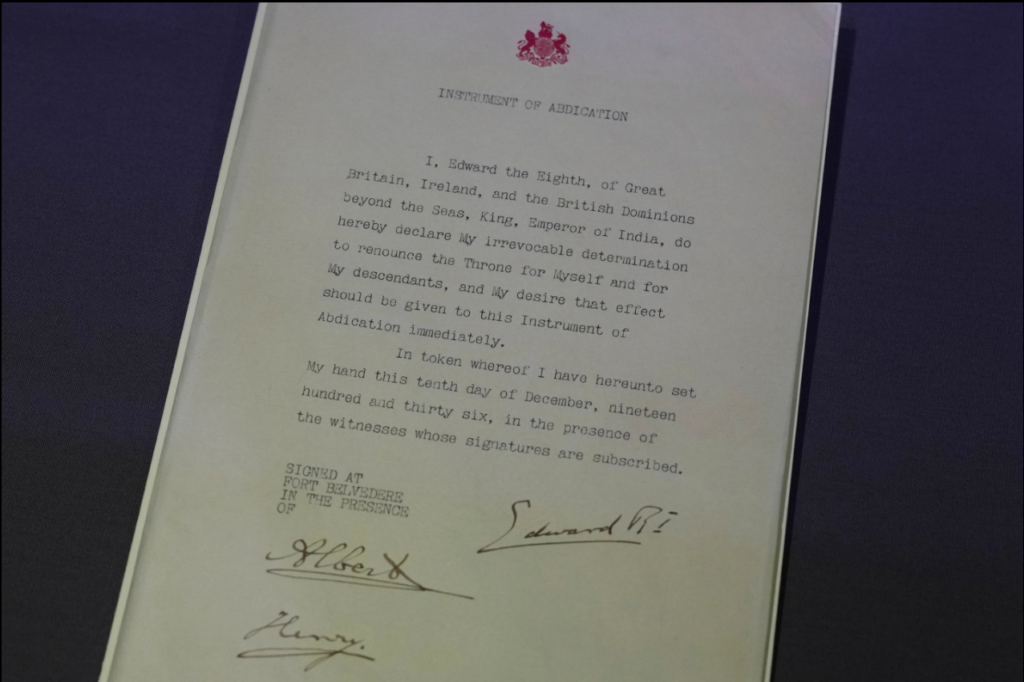 INSTRUMENT OF ABDICATION
I, Edward the Eighth, of Great
Britain, Ireland, and the British Dominions
beyond the Seas, King, Emperor of India, do
hereby declare My irrevocable determination
to renounce the Throne for Myself and for
My descendants, and My desire that effect
should be given to this Instrument of
Abdication immediately.
In token whereof I have hereunto set
My hand this tenth day of December, nineteen
hundred and thirty six, in the presence of
the witnesses whose signatures are subscribed.
SIGNED AT
FORT BELVEDERE
IN THE PRESENCE
OF
Edward RI
Albert
Henry.